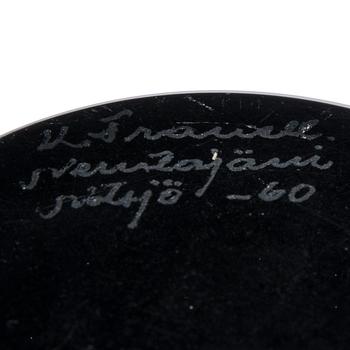 K. Franck.
Nuutajärvi
Notsjö -60